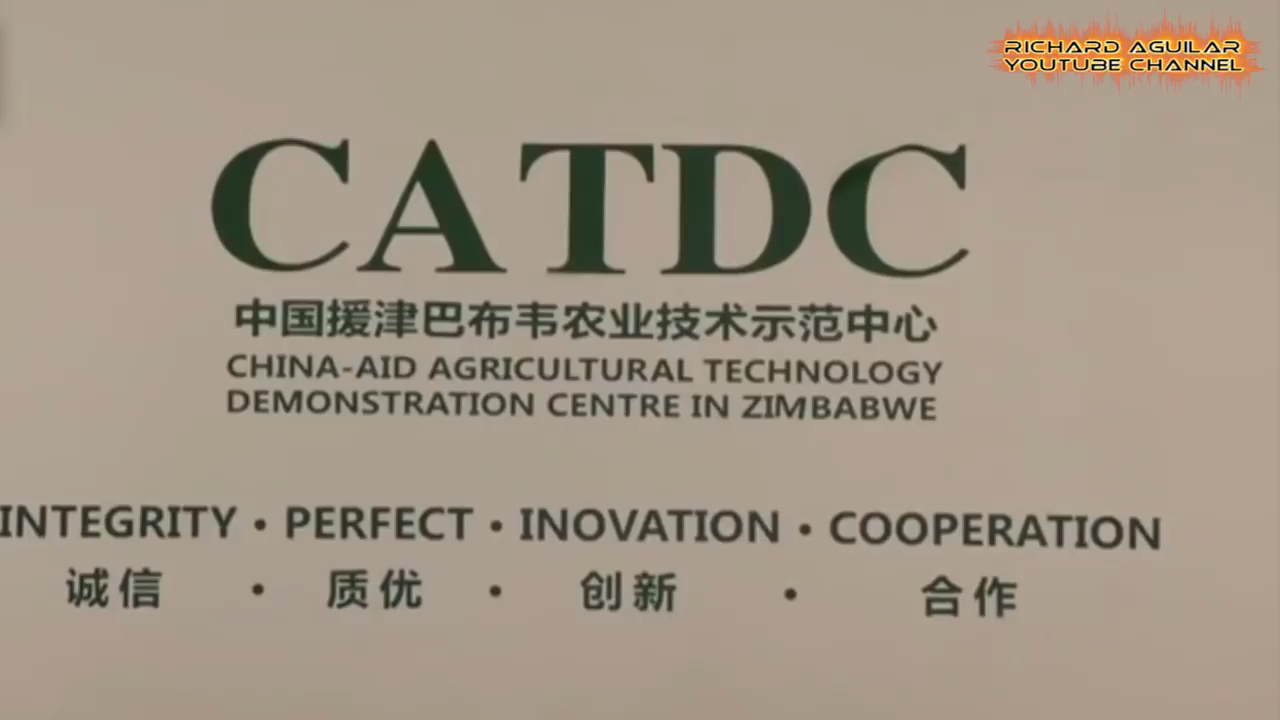 RICHARD AGUILAR
YOUTUBE CHANNEL
CATDC
中国援津巴布韦农业技术示范中心
CHINA-AID AGRICULTURAL TECHNOLOGY
DEMONSTRATION CENTRE IN ZIMBABWE
INTEGRITY · PERFECT · INOVATION · COOPERATION
诚信 · 质优 · 创新 · 合作